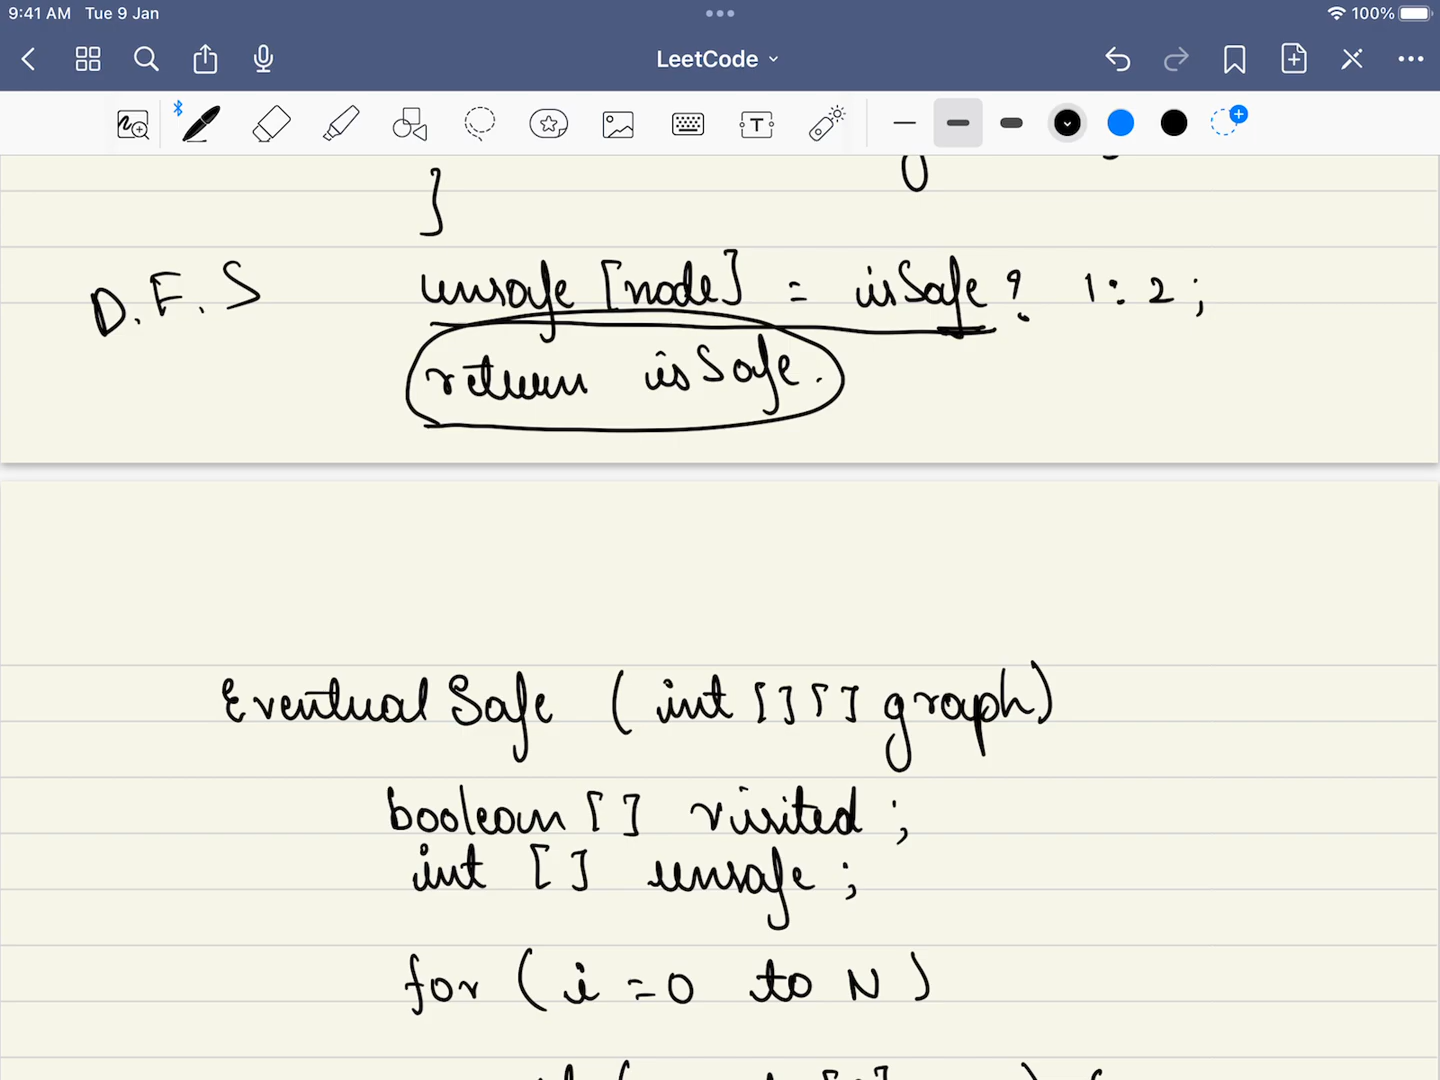 9:41 AM Tue 9 Jan
100%
LeetCode
}
D.F.S
unsafe [node] = isSafe ? 1 : 2 ;
return isSafe.
Eventual Safe ( int [] [] graph)
boolean [] visited ;
int [] unsafe ;
for ( i = 0 to N )